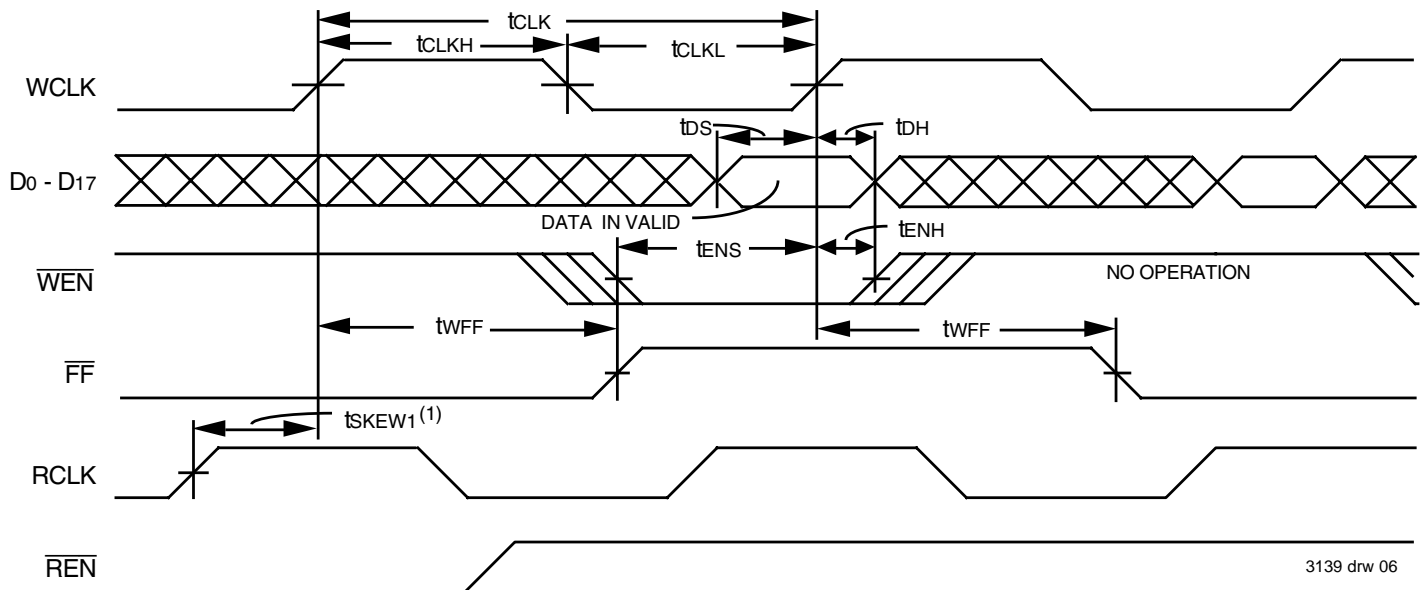 tCLK
tCLKH
tCLKL
WCLK
tDS
tDH
D0 - D17
DATA IN VALID
tENS
tENH
WEN
NO OPERATION
tWFF
tWFF
FF
tSKEW1(1)
RCLK
REN
3139 drw 06